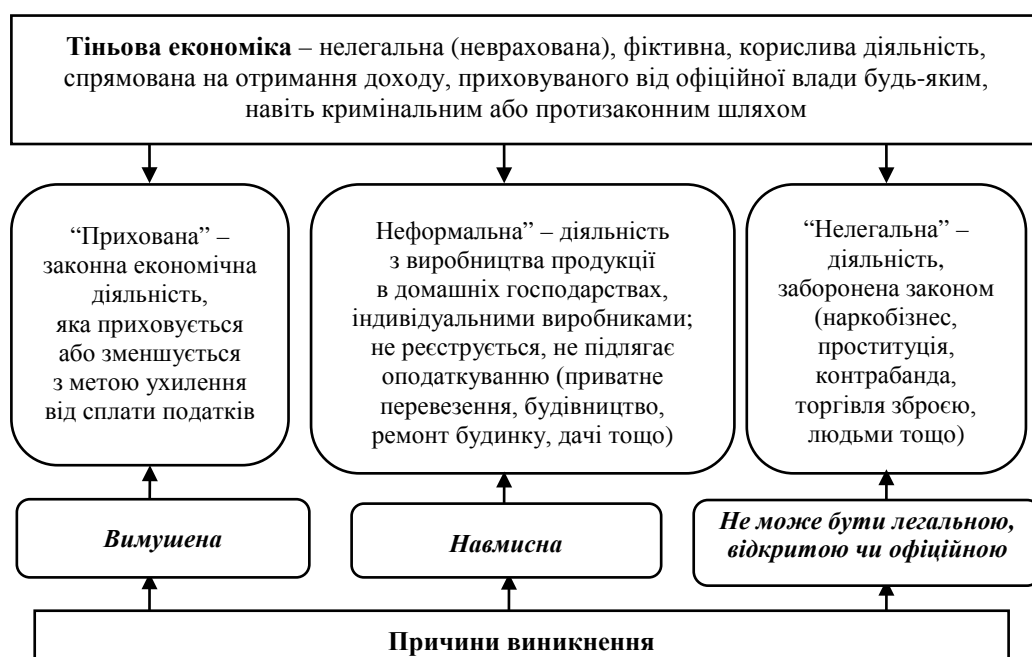 Тіньова економіка – нелегальна (неврахована), фіктивна, корислива діяльність,
спрямована на отримання доходу, приховуваного від офіційної влади будь-яким,
навіть кримінальним або протизаконним шляхом
“Прихована” –
законна економічна
діяльність,
яка приховується
або зменшується
з метою ухилення
від сплати податків
Неформальна” – діяльність
з виробництва продукції
в домашніх господарствах,
індивідуальними виробниками;
не реєструється, не підлягає
оподаткуванню (приватне
перевезення, будівництво,
ремонт будинку, дачі тощо)
“Нелегальна” –
діяльність,
заборонена законом
(наркобізнес,
проституція,
контрабанда,
торгівля зброєю,
людьми тощо)
Вимушена
Навмисна
Не може бути легальною,
відкритою чи офіційною
Причини виникнення